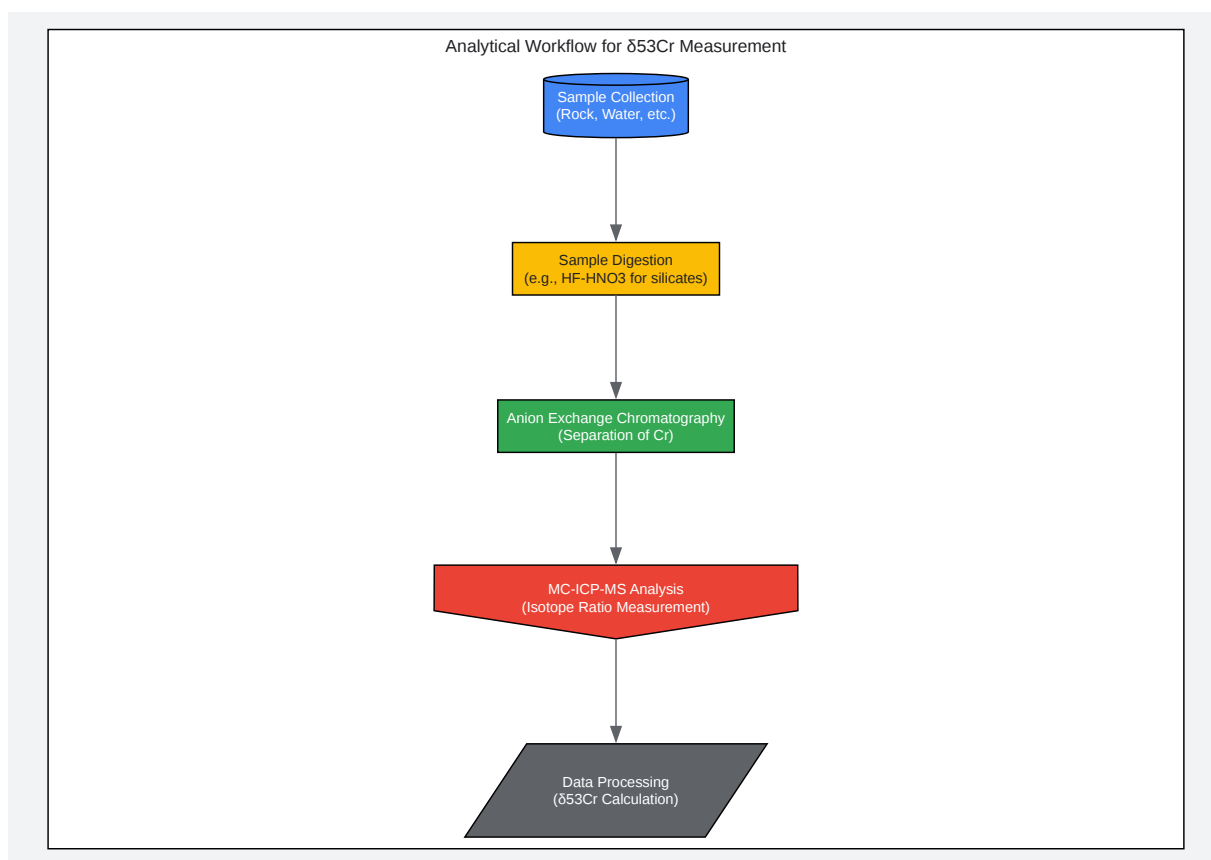 Analytical Workflow for δ53Cr Measurement
Sample Collection
(Rock, Water, etc.)
Sample Digestion
(e.g., HF-HNO3 for silicates)
Anion Exchange Chromatography
(Separation of Cr)
MC-ICP-MS Analysis
(Isotope Ratio Measurement)
Data Processing
(δ53Cr Calculation)